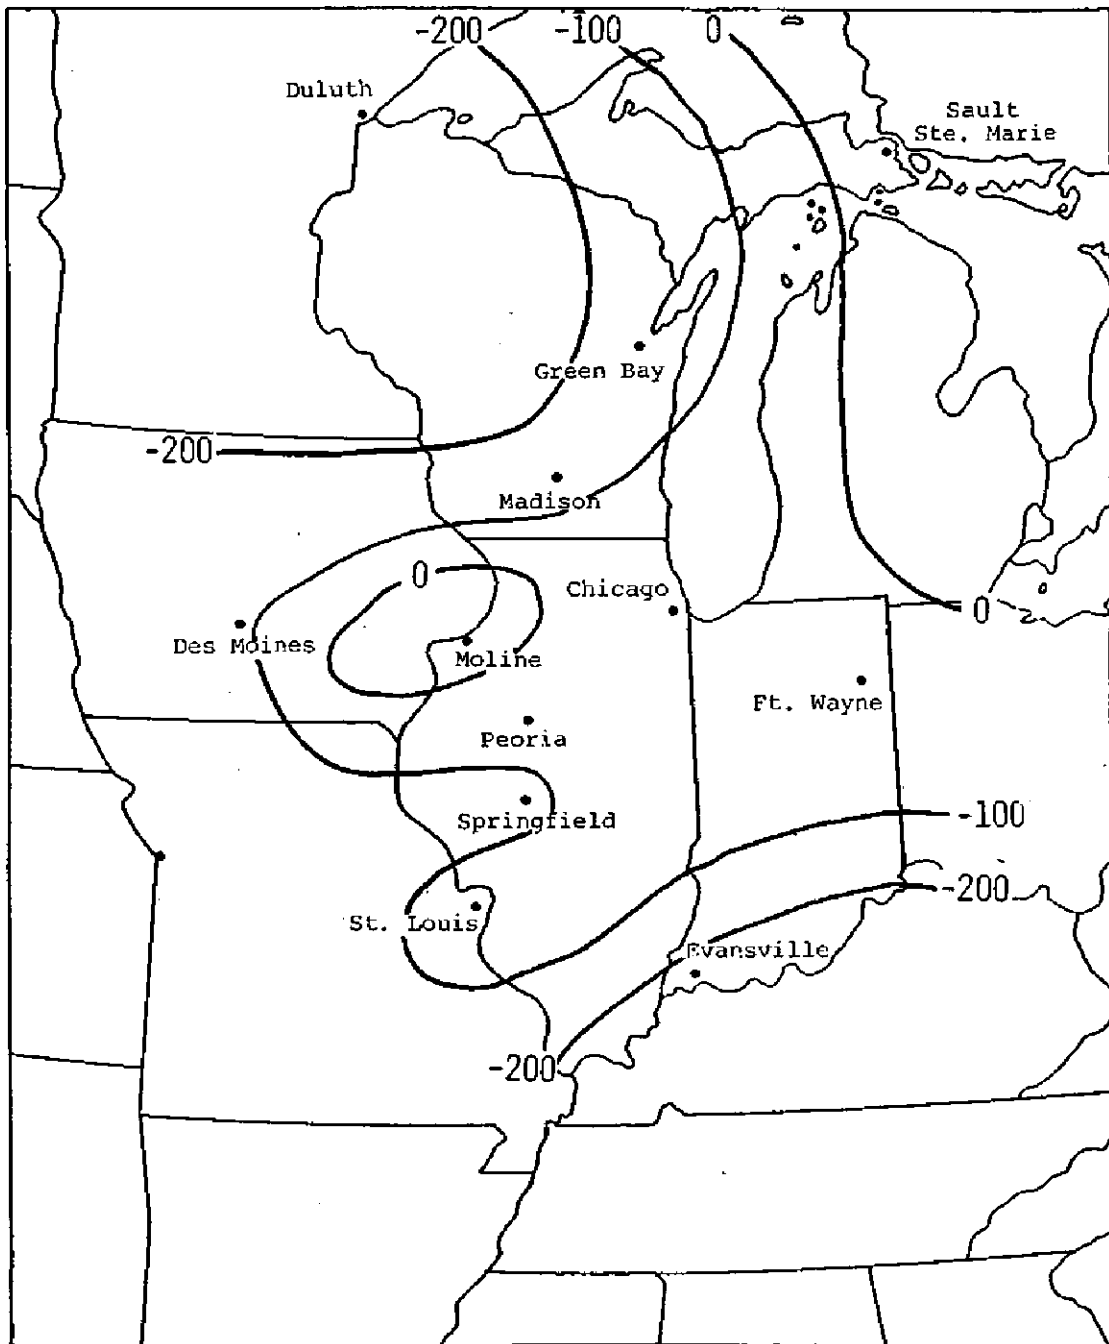 -200 -100 0
Duluth
Sault
Ste. Marie
Green Bay
-200
Madison
0
Chicago
0
Des Moines
Moline
Ft. Wayne
Peoria
-100
Springfield
-200
St. Louis
Evansville
-200